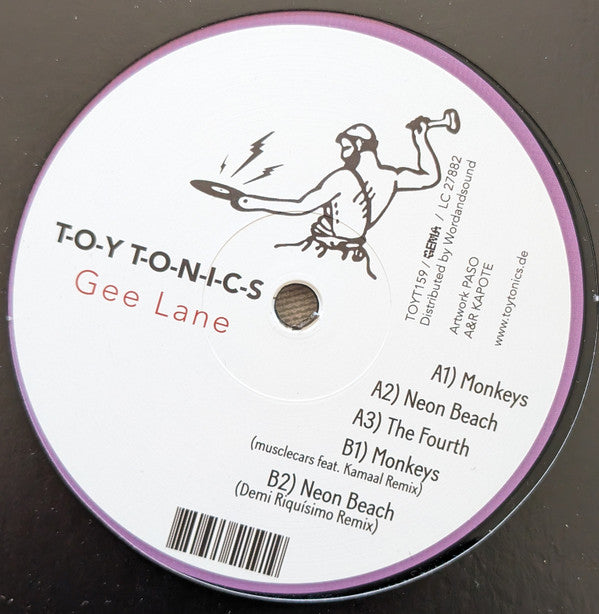 T-O-Y T-O-N-I-C-S
Gee Lane
TOYT159 / GEMA / LC 27882
Distributed by Wordandsound
Artwork PASO
A&R KAPOTE
www.toytonics.de
A1) Monkeys
A2) Neon Beach
A3) The Fourth
B1) Monkeys
(musclecars feat. Kamaal Remix)
B2) Neon Beach
(Demi Riquísimo Remix)